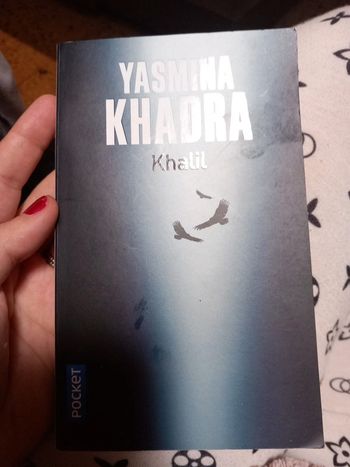 YASMINA
KHADRA
Khalil
POCKET